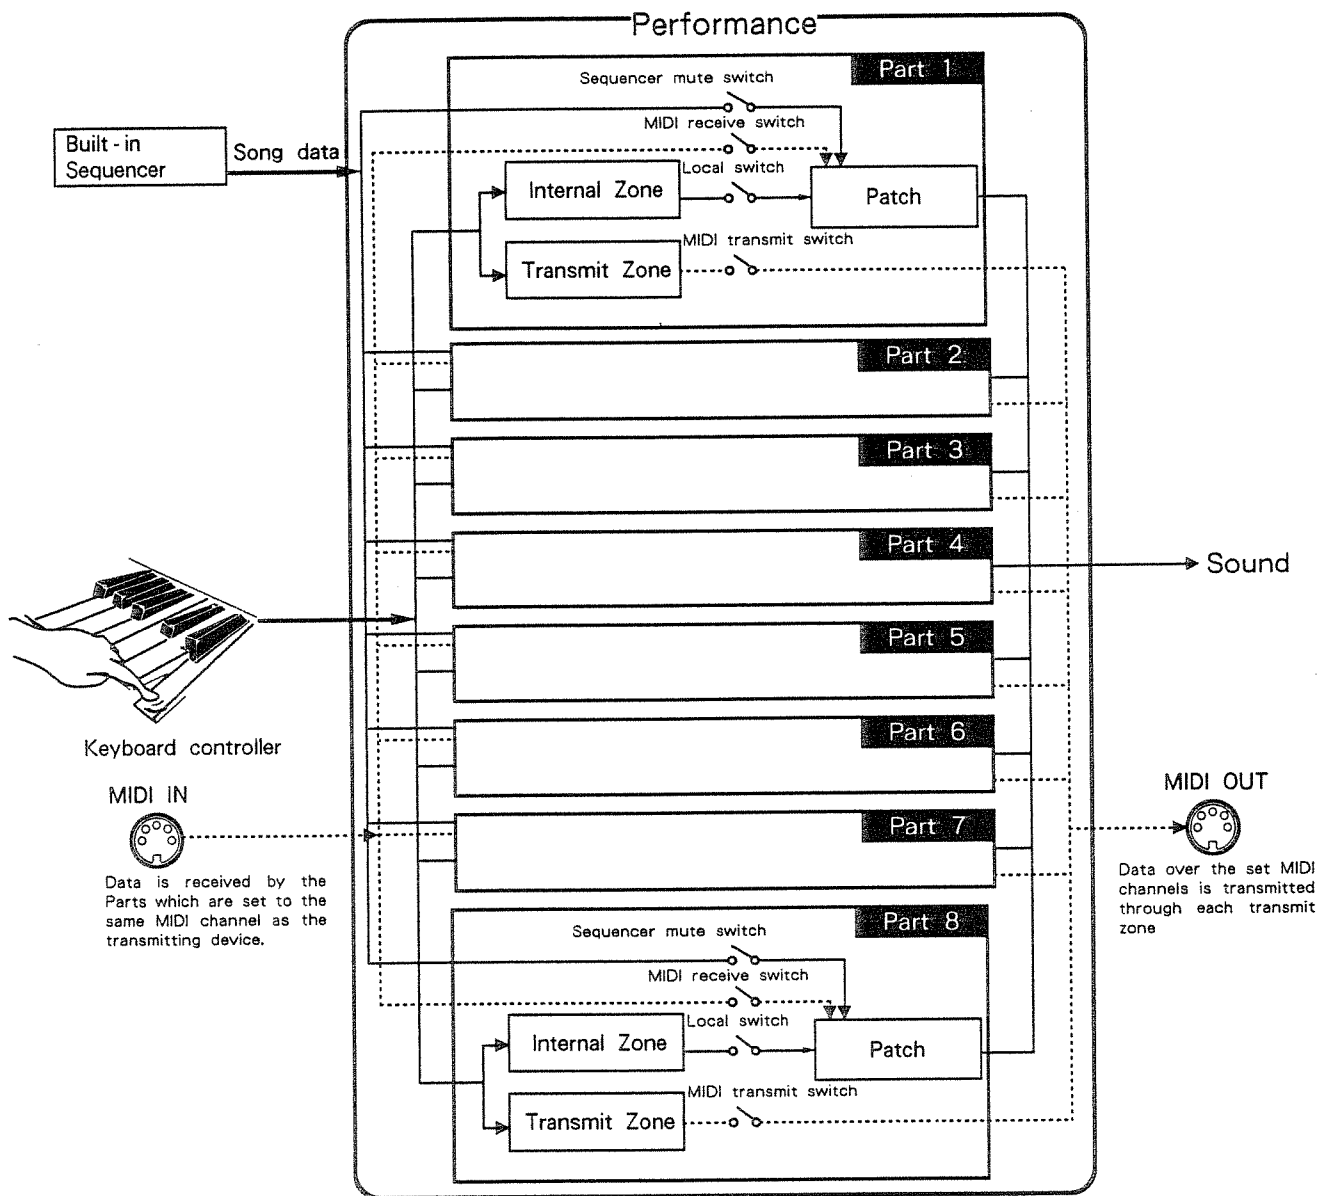 Performance
Part 1
Sequencer mute switch
MIDI receive switch
Built-in
Sequencer
Song data
Local switch
Internal Zone
Patch
MIDI transmit switch
Transmit Zone
Part 2
Part 3
Part 4
Sound
Part 5
Part 6
Keyboard controller
MIDI IN
Data is received by the
Parts which are set to the
same MIDI channel as the
transmitting device.
MIDI OUT
Data over the set MIDI
channels is transmitted
through each transmit
zone
Part 7
Part 8
Sequencer mute switch
MIDI receive switch
Local switch
Internal Zone
Patch
MIDI transmit switch
Transmit Zone